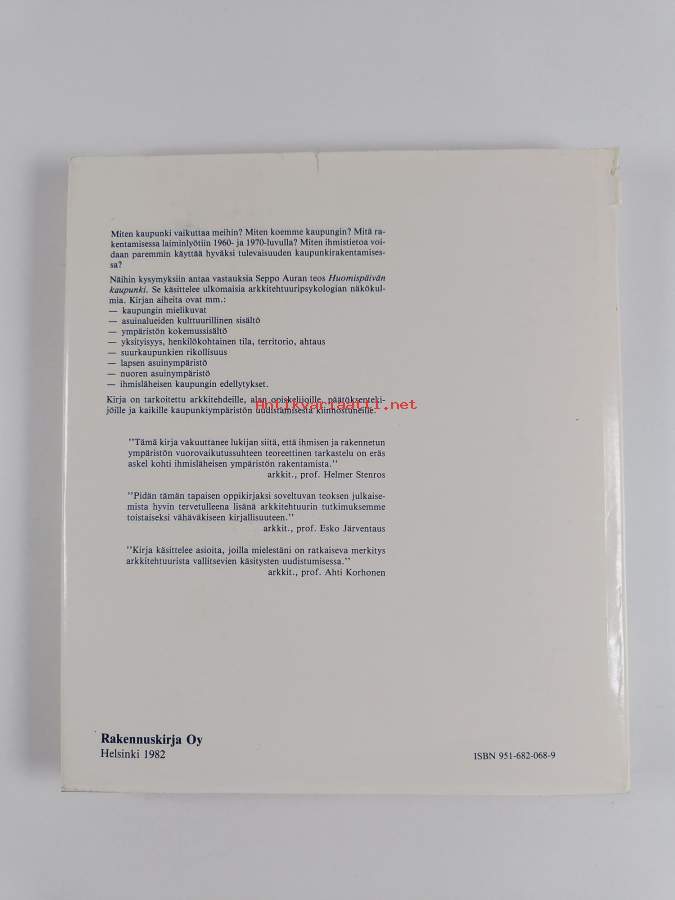 Miten kaupunki vaikuttaa meihin? Miten koemme kaupungin? Mitä ra-
kentamisessa laiminlyötiin 1960- ja 1970-luvulla? Miten ihmistietoa voi-
daan paremmin käyttää hyväksi tulevaisuuden kaupunkirakentamises-
sa?
Näihin kysymyksiin antaa vastauksia Seppo Auran teos Huomispäivän
kaupunki. Se käsittelee ulkomaisia arkkitehtuuripsykologian näkökul-
mia. Kirjan aiheita ovat mm.:
— kaupungin mielikuvat
— asuinalueiden kulttuurillinen sisältö
— ympäristön kokemussisältö
— yksityisyys, henkilökohtainen tila, territorio, ahtaus
— suurkaupunkien rikollisuus
— lapsen asuinympäristö
— nuoren asuinympäristö
— ihmisläheisen kaupungin edellytykset.
Kirja on tarkoitettu arkkitehdeille, alan opiskelijoille, päätöksenteki-
jöille ja kaikille kaupunkiympäristön uudistamisesta kiinnostuneille.
Antikvariaatti.net
"Tämä kirja vakuuttanee lukijan siitä, että ihmisen ja rakennetun
ympäristön vuorovaikutussuhteen teoreettinen tarkastelu on eräs
askel kohti ihmisläheisen ympäristön rakentamista."
arkkit., prof. Helmer Stenros
"Pidän tämän tapaisen oppikirjaksi soveltuvan teoksen julkaise-
mista hyvin tervetulleena lisänä arkkitehtuurin tutkimuksemme
toistaiseksi vähäväkiseen kirjallisuuteen."
arkkit., prof. Esko Järventaus
"Kirja käsittelee asioita, joilla mielestäni on ratkaiseva merkitys
arkkitehtuurista vallitsevien käsitysten uudistumisessa."
arkkit., prof. Ahti Korhonen
Rakennuskirja Oy
Helsinki 1982
ISBN 951-682-068-9